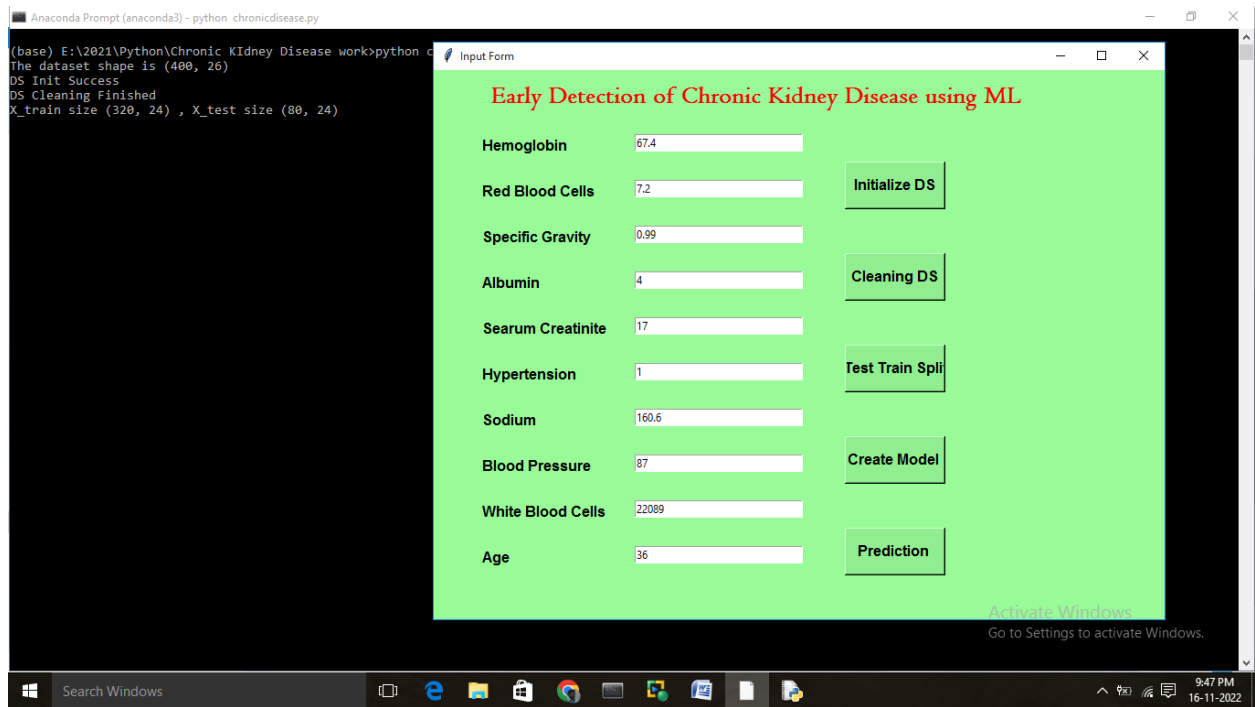 Anaconda Prompt (anaconda3) - python  chronicdisease.py
(base) E:\2021\Python\Chronic KIdney Disease work>python c
The dataset shape is (400, 26)
DS Init Success
DS Cleaning Finished
X_train size (320, 24) , X_test size (80, 24)
Input Form
Early Detection of Chronic Kidney Disease using ML
Hemoglobin 67.4
Initialize DS
Red Blood Cells 7.2
Specific Gravity 0.99
Cleaning DS
Albumin 4
Searum Creatinite 17
Test Train Split
Hypertension 1
Sodium 160.6
Create Model
Blood Pressure 87
White Blood Cells 22089
Prediction
Age 36
Activate Windows
Go to Settings to activate Windows.
Search Windows
9:47 PM
16-11-2022